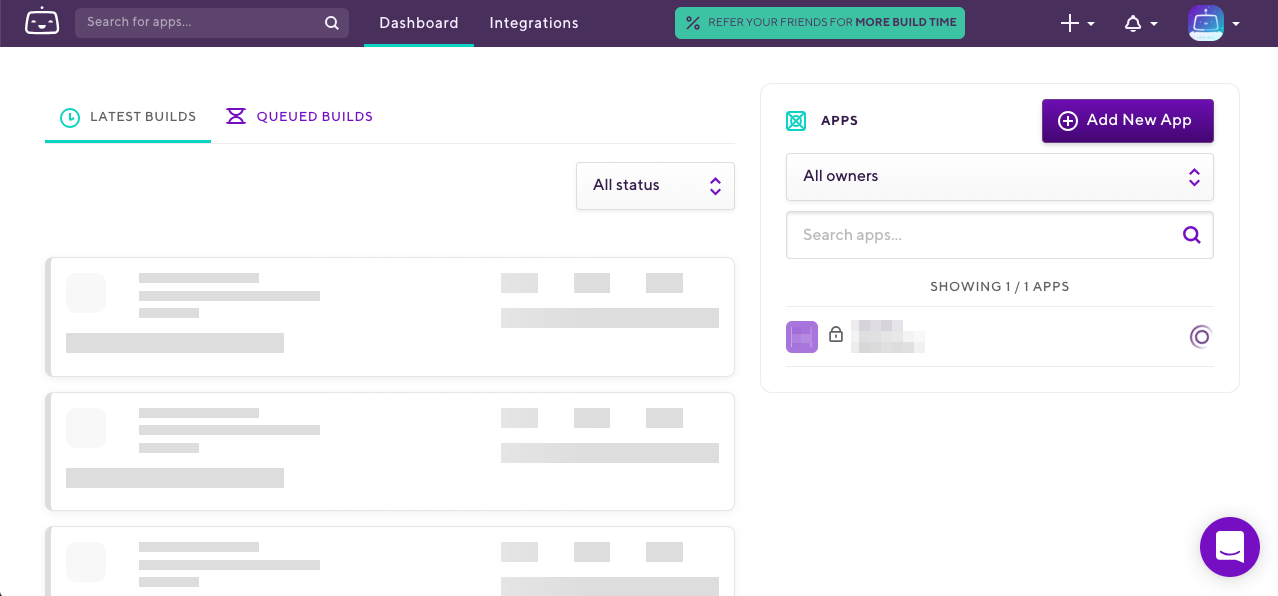 Search for apps...
Dashboard
Integrations
REFER YOUR FRIENDS FOR MORE BUILD TIME
LATEST BUILDS
QUEUED BUILDS
All status
APPS
Add New App
All owners
Search apps...
SHOWING 1 / 1 APPS